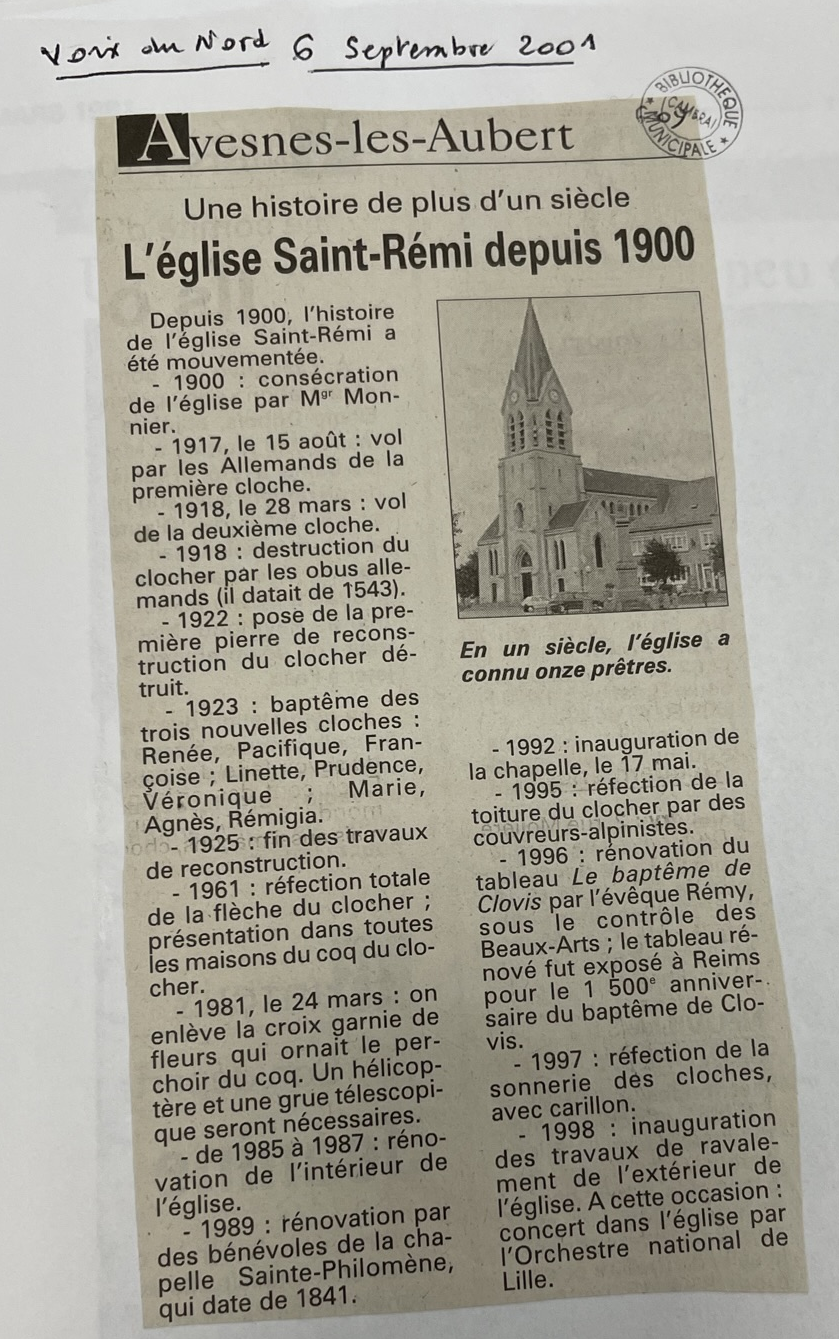 Voix du Nord 6 Septembre 2001
BIBLIOTHEQUE
CAMBRAI
MUNICIPALE
Avesnes-les-Aubert
Une histoire de plus d'un siècle
L'église Saint-Rémi depuis 1900
Depuis 1900, l'histoire
de l'église Saint-Rémi a
été mouvementée.
- 1900 : consécration
de l'église par Mgr Mon-
nier.
- 1917, le 15 août : vol
par les Allemands de la
première cloche.
- 1918, le 28 mars : vol
de la deuxième cloche.
- 1918 : destruction du
clocher par les obus alle-
mands (il datait de 1543).
- 1922 : pose de la pre-
mière pierre de recons-
truction du clocher dé-
truit.
- 1923 : baptême des
trois nouvelles cloches :
Renée, Pacifique, Fran-
çoise ; Linette, Prudence,
Véronique ; Marie,
Agnès, Rémigia.
- 1925 : fin des travaux
de reconstruction.
- 1961 : réfection totale
de la flèche du clocher ;
présentation dans toutes
les maisons du coq du clo-
cher.
- 1981, le 24 mars : on
enlève la croix garnie de
fleurs qui ornait le per-
choir du coq. Un hélicop-
tère et une grue télescopi-
que seront nécessaires.
- de 1985 à 1987 : réno-
vation de l'intérieur de
l'église.
- 1989 : rénovation par
des bénévoles de la cha-
pelle Sainte-Philomène,
qui date de 1841.
En un siècle, l'église a
connu onze prêtres.
- 1992 : inauguration de
la chapelle, le 17 mai.
- 1995 : réfection de la
toiture du clocher par des
couvreurs-alpinistes.
- 1996 : rénovation du
tableau Le baptême de
Clovis par l'évêque Rémy,
sous le contrôle des
Beaux-Arts ; le tableau ré-
nové fut exposé à Reims
pour le 1 500e anniver-
saire du baptême de Clo-
vis.
- 1997 : réfection de la
sonnerie des cloches,
avec carillon.
- 1998 : inauguration
des travaux de ravale-
ment de l'extérieur de
l'église. A cette occasion :
concert dans l'église par
l'Orchestre national de
Lille.